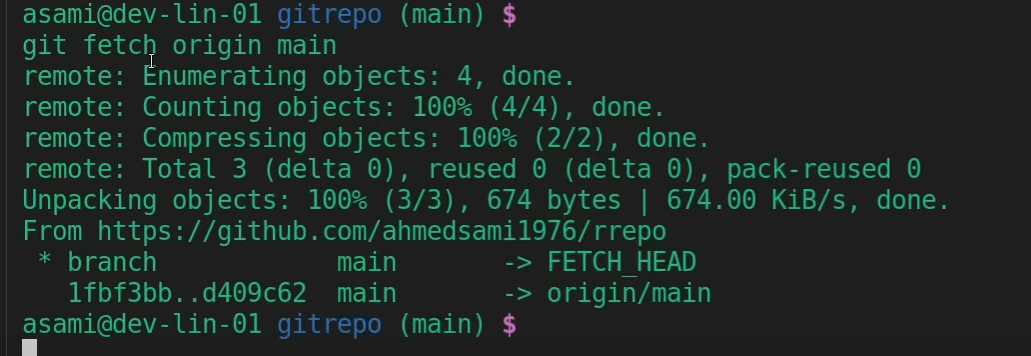 asami@dev-lin-01 gitrepo (main) $
git fetch origin main
remote: Enumerating objects: 4, done.
remote: Counting objects: 100% (4/4), done.
remote: Compressing objects: 100% (2/2), done.
remote: Total 3 (delta 0), reused 0 (delta 0), pack-reused 0
Unpacking objects: 100% (3/3), 674 bytes | 674.00 KiB/s, done.
From https://github.com/ahmedsami1976/rrepo
 * branch            main       -> FETCH_HEAD
   1fbf3bb..d409c62  main       -> origin/main
asami@dev-lin-01 gitrepo (main) $